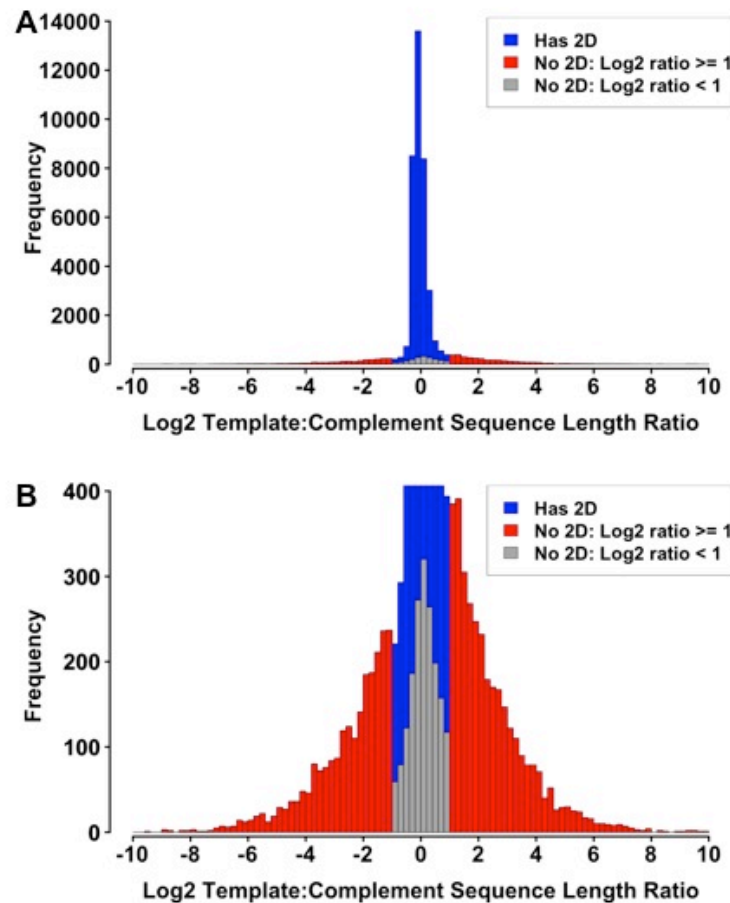 A
14000
12000
10000
8000
6000
4000
2000
0
Frequency
Has 2D
No 2D: Log2 ratio >= 1
No 2D: Log2 ratio < 1
-10 -8 -6 -4 -2 0 2 4 6 8 10
Log2 Template:Complement Sequence Length Ratio
B
400
300
200
100
0
Frequency
Has 2D
No 2D: Log2 ratio >= 1
No 2D: Log2 ratio < 1
-10 -8 -6 -4 -2 0 2 4 6 8 10
Log2 Template:Complement Sequence Length Ratio